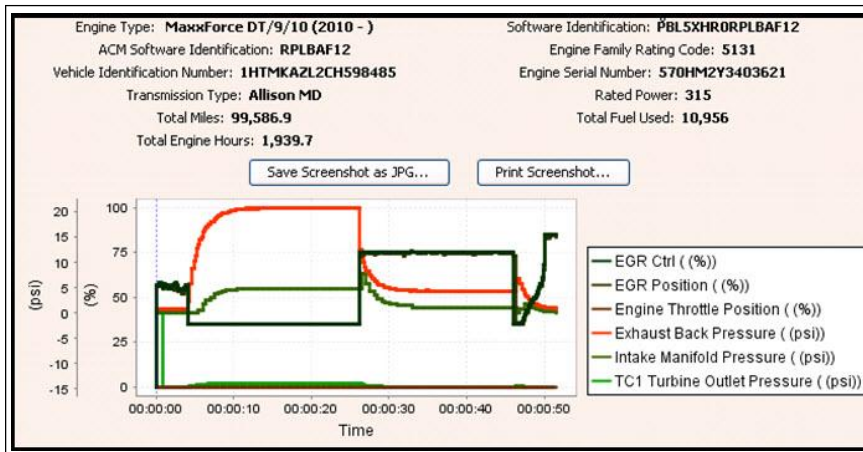 Engine Type: MaxxForce DT/9/10 (2010 - )
Software Identification: PBL5XHR0RPLBAF12
ACM Software Identification: RPLBAF12
Engine Family Rating Code: 5131
Vehicle Identification Number: 1HTMKAZL2CH598485
Engine Serial Number: 570HM2Y3403621
Transmission Type: Allison MD
Rated Power: 315
Total Miles: 99,586.9
Total Fuel Used: 10,956
Total Engine Hours: 1,939.7
Save Screenshot as JPG...
Print Screenshot...
(psi)
20
15
10
5
0
-5
-10
-15
(%)
100
75
50
25
0
00:00:00 00:00:10 00:00:20 00:00:30 00:00:40 00:00:50
Time
EGR Ctrl ( (%))
EGR Position ( (%))
Engine Throttle Position ( (%))
Exhaust Back Pressure ( (psi))
Intake Manifold Pressure ( (psi))
TC1 Turbine Outlet Pressure ( (psi))